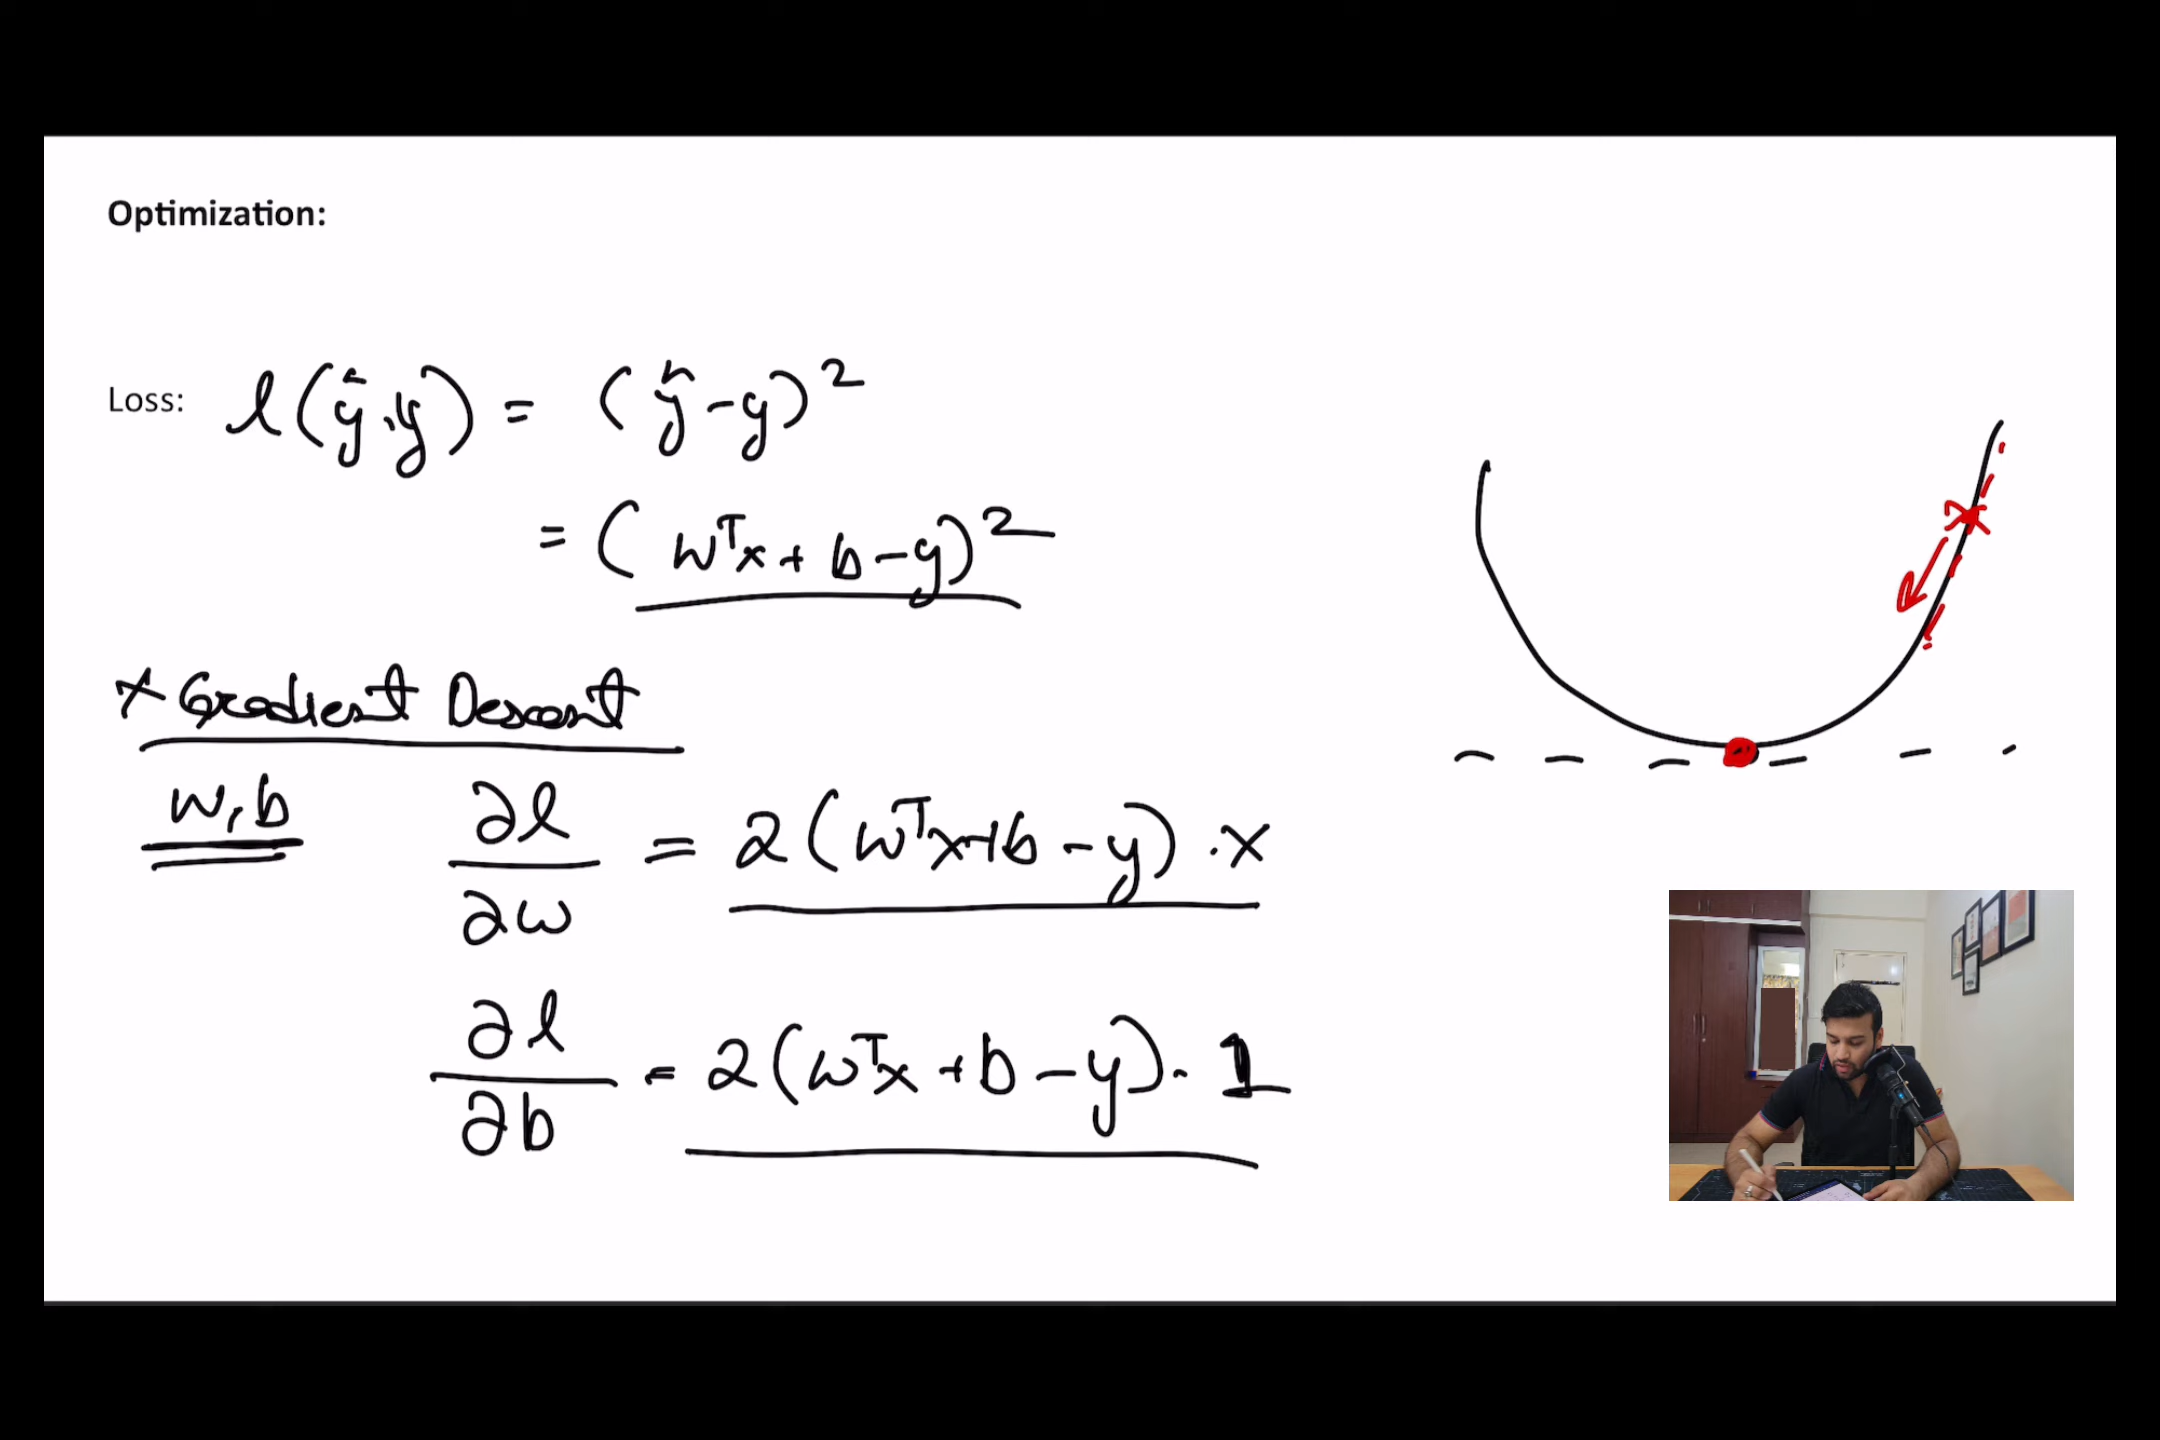 Optimization:
Loss: l(ŷ,y) = (ŷ-y)²
= (wᵀx + b - y)²
* Gradient Descent
w, b ∂l/∂w = 2(wᵀx+b - y) . x
∂l/∂b = 2(wᵀx + b - y) . 1